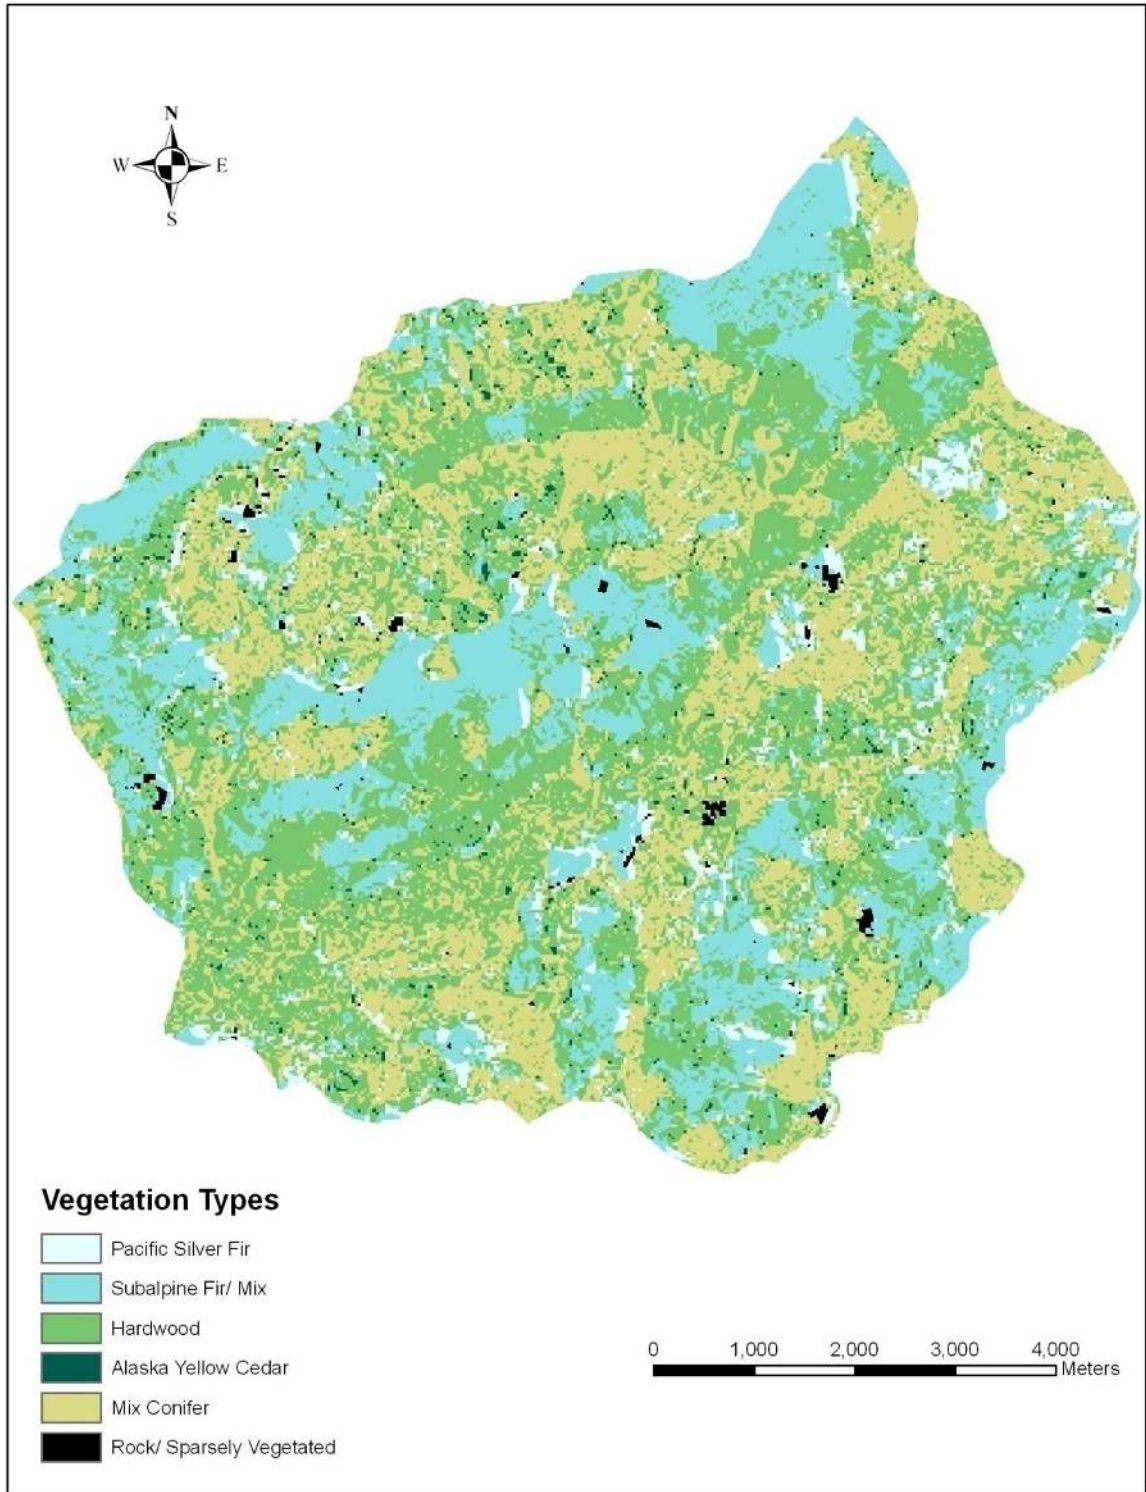 N
W E
S
Vegetation Types
Pacific Silver Fir
Subalpine Fir/ Mix
Hardwood
Alaska Yellow Cedar
Mix Conifer
Rock/ Sparsely Vegetated
0 1,000 2,000 3,000 4,000
Meters